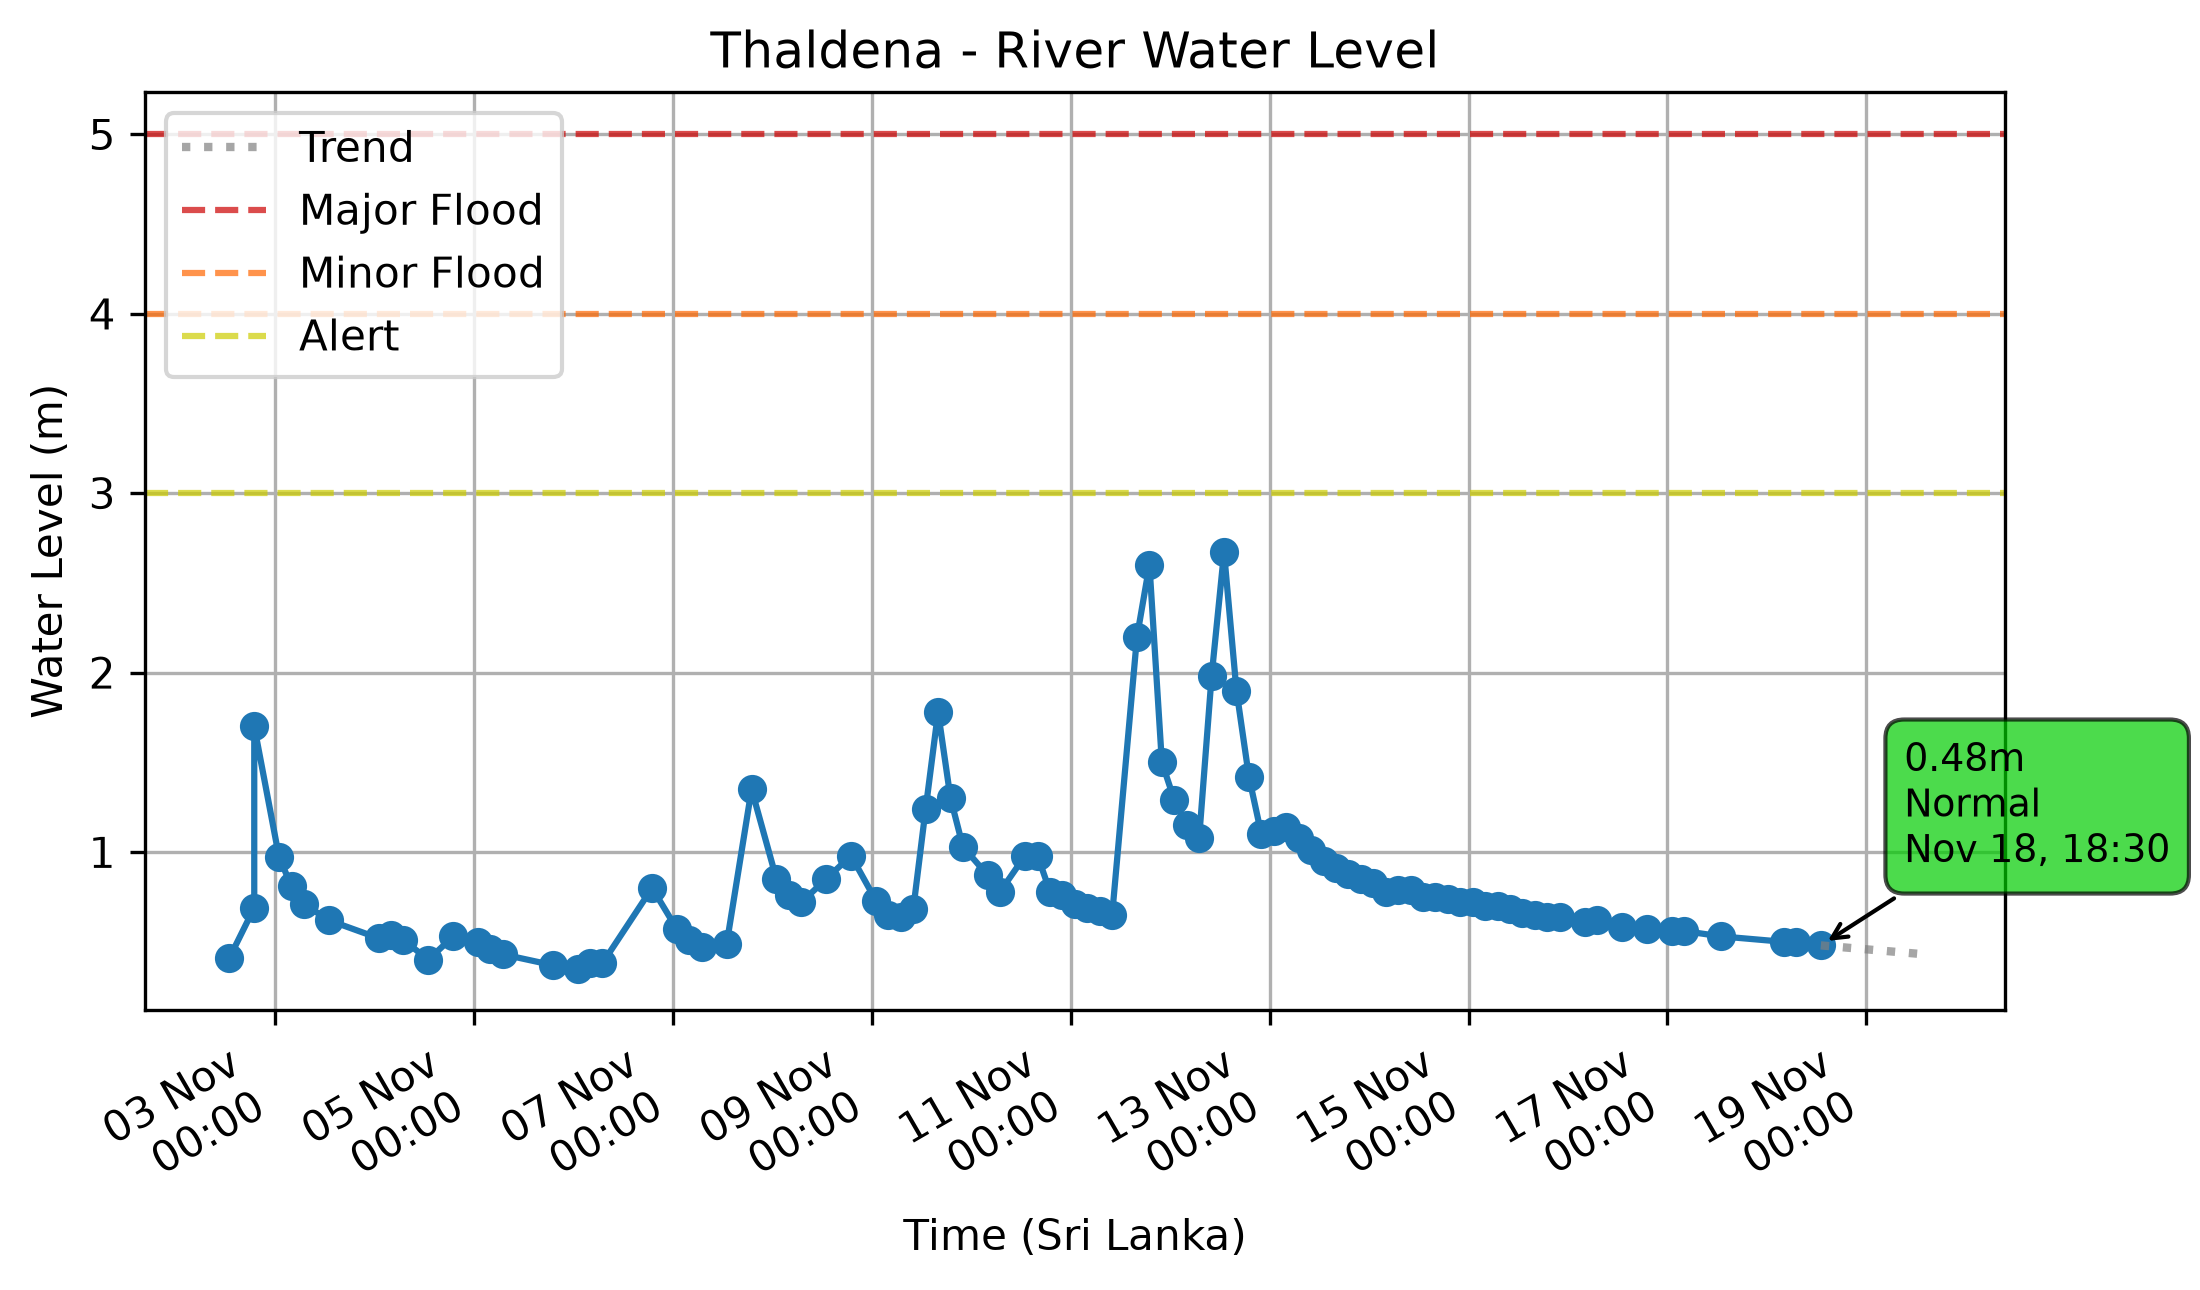 Thaldena - River Water Level
Trend
Major Flood
Minor Flood
Alert
5
4
3
2
1
Water Level (m)
0.48m
Normal
Nov 18, 18:30
03 Nov
00:00
05 Nov
00:00
07 Nov
00:00
09 Nov
00:00
11 Nov
00:00
13 Nov
00:00
15 Nov
00:00
17 Nov
00:00
19 Nov
00:00
Time (Sri Lanka)